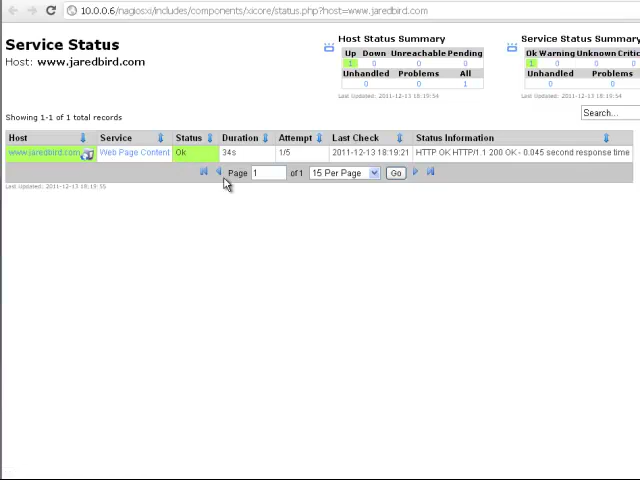 10.0.0.6/nagiosxi/includes/components/xicore/status.php?host=www.jaredbird.com
Service Status
Host: www.jaredbird.com
Host Status Summary
Up Down Unreachable Pending
1 0 0 0
Unhandled Problems All
0 0 1
Last Updated: 2011-12-13 18:19:54
Service Status Summary
Ok Warning Unknown Critic
1 0 0 0
Unhandled Problems
0 0
Last Updated: 2011-12-13 18:19:54
Showing 1-1 of 1 total records
Search...
Host Service Status Duration Attempt Last Check Status Information
www.jaredbird.com Web Page Content Ok 34s 1/5 2011-12-13 18:19:21 HTTP OK HTTP/1.1 200 OK - 0.045 second response time
Page 1 of 1 15 Per Page Go
Last Updated: 2011-12-13 18:19:55